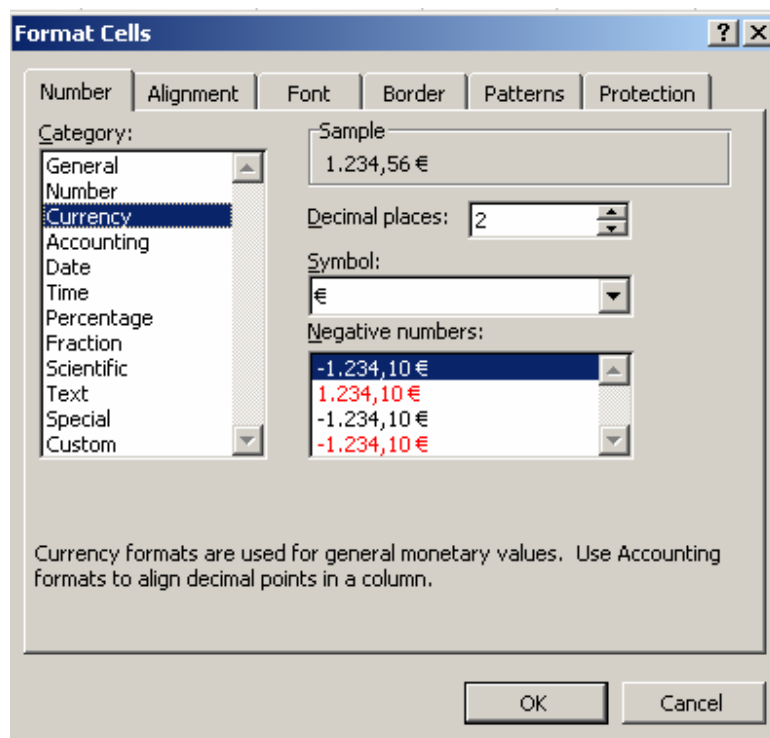 Format Cells
Number Alignment Font Border Patterns Protection
Category:
General
Number
Currency
Accounting
Date
Time
Percentage
Fraction
Scientific
Text
Special
Custom
Sample
1.234,56 €
Decimal places: 2
Symbol:
€
Negative numbers:
-1.234,10 €
1.234,10 €
-1.234,10 €
-1.234,10 €
Currency formats are used for general monetary values. Use Accounting
formats to align decimal points in a column.
OK Cancel